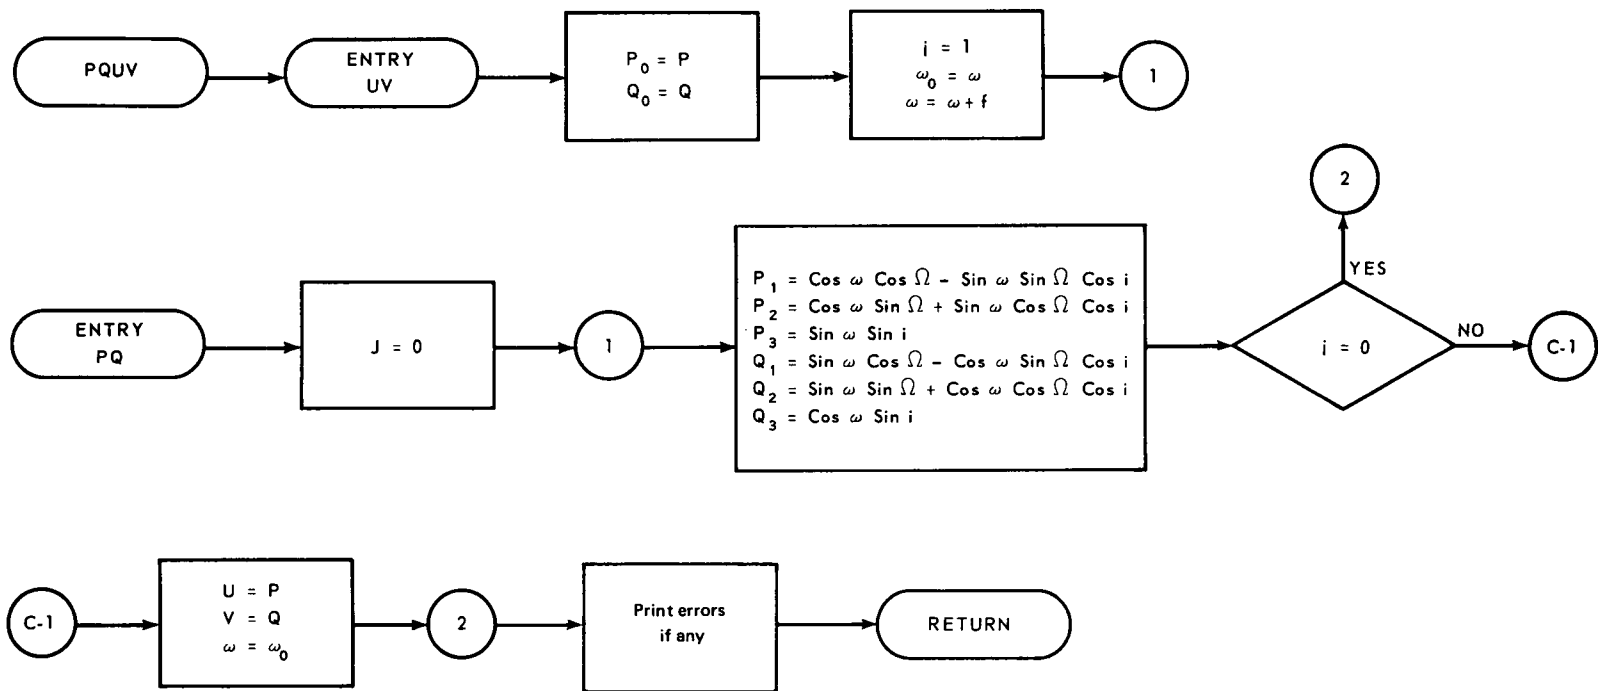 PQUV
ENTRY
UV
P₀ = P
Q₀ = Q
i = 1
ω₀ = ω
ω = ω + f
1
2
YES
ENTRY
PQ
J = 0
1
P₁ = Cos ω Cos Ω – Sin ω Sin Ω Cos i
P₂ = Cos ω Sin Ω + Sin ω Cos Ω Cos i
P₃ = Sin ω Sin i
Q₁ = Sin ω Cos Ω – Cos ω Sin Ω Cos i
Q₂ = Sin ω Sin Ω + Cos ω Cos Ω Cos i
Q₃ = Cos ω Sin i
i = 0
NO
C-1
C-1
U = P
V = Q
ω = ω₀
2
Print errors
if any
RETURN